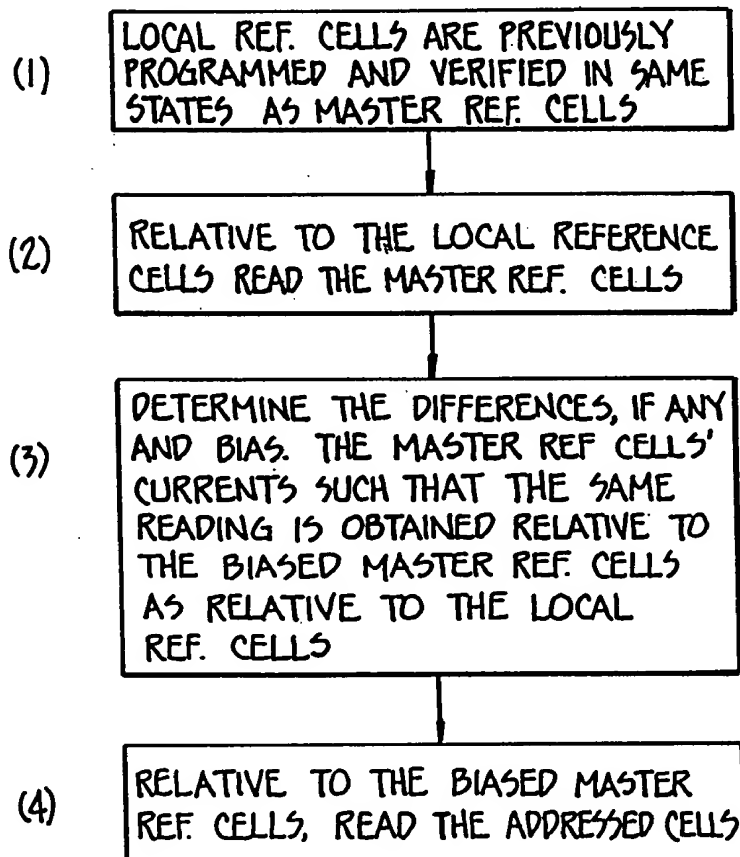 (1)
LOCAL REF. CELLS ARE PREVIOUSLY
PROGRAMMED AND VERIFIED IN SAME
STATES AS MASTER REF. CELLS
(2)
RELATIVE TO THE LOCAL REFERENCE
CELLS READ THE MASTER REF. CELLS
(3)
DETERMINE THE DIFFERENCES, IF ANY
AND BIAS. THE MASTER REF CELLS'
CURRENTS SUCH THAT THE SAME
READING IS OBTAINED RELATIVE TO
THE BIASED MASTER REF. CELLS
AS RELATIVE TO THE LOCAL
REF. CELLS
(4)
RELATIVE TO THE BIASED MASTER
REF. CELLS, READ THE ADDRESSED CELLS